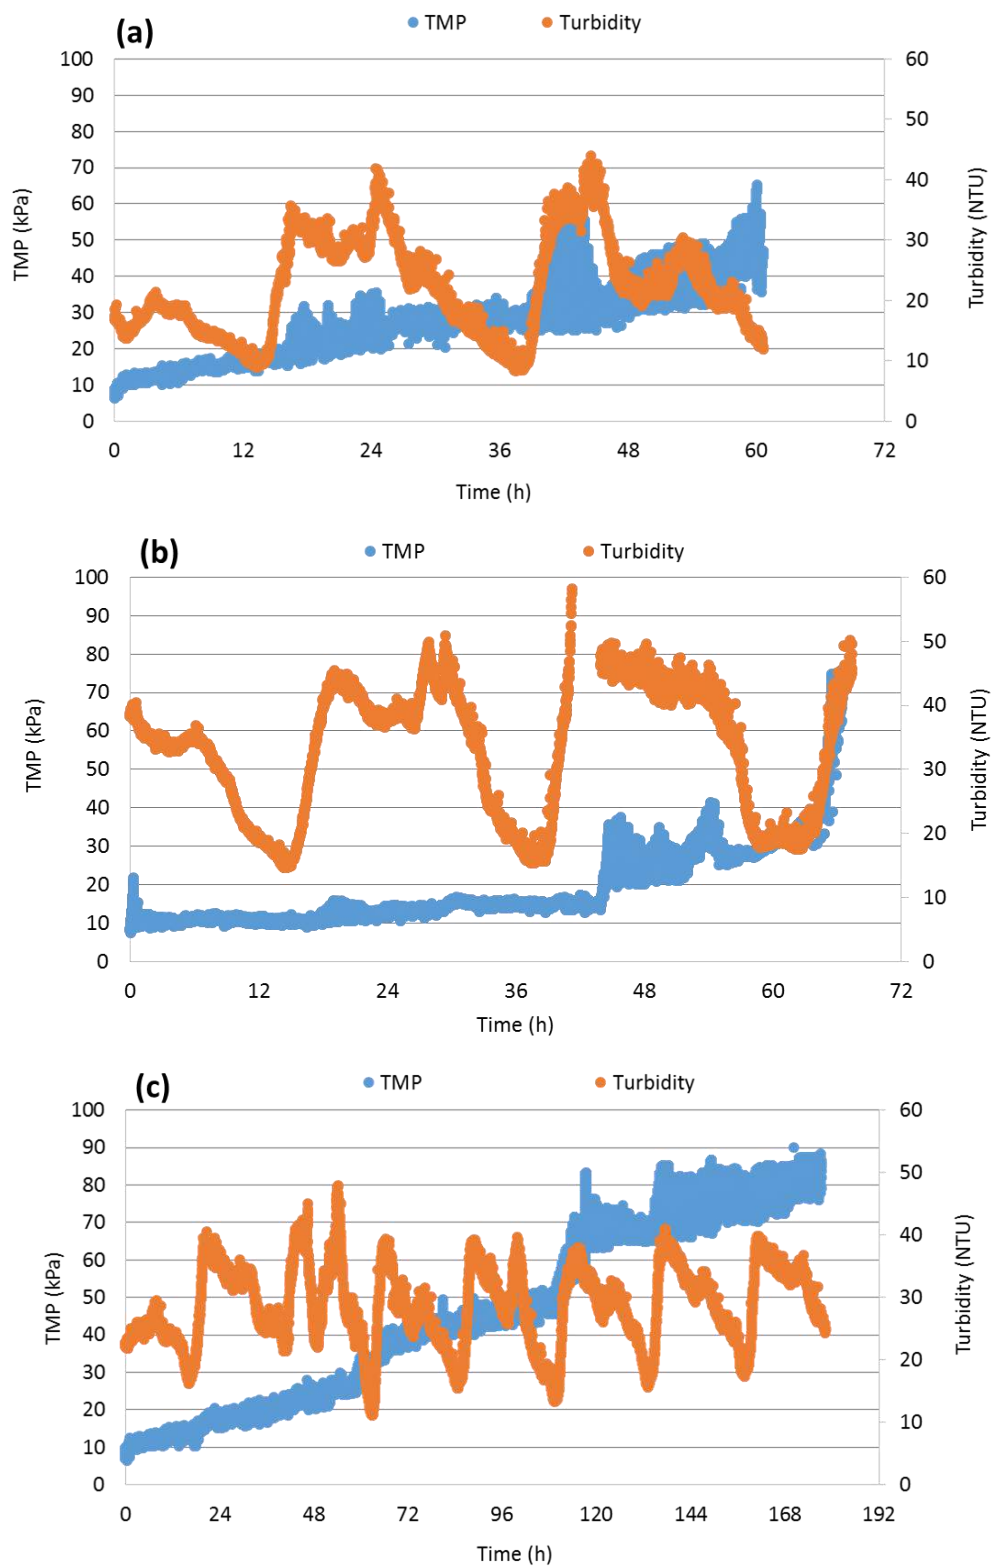 (a)
TMP Turbidity
100 60
90
80 50
70
60 40
50 30
40
30 20
20 10
10
0 0
0 12 24 36 48 60 72
TMP (kPa)
Turbidity (NTU)
Time (h)
(b)
TMP Turbidity
100 60
90
80 50
70
60 40
50 30
40
30 20
20 10
10
0 0
0 12 24 36 48 60 72
TMP (kPa)
Turbidity (NTU)
Time (h)
(c)
TMP Turbidity
100 60
90
80 50
70
60 40
50 30
40
30 20
20 10
10
0 0
0 24 48 72 96 120 144 168 192
TMP (kPa)
Turbidity (NTU)
Time (h)